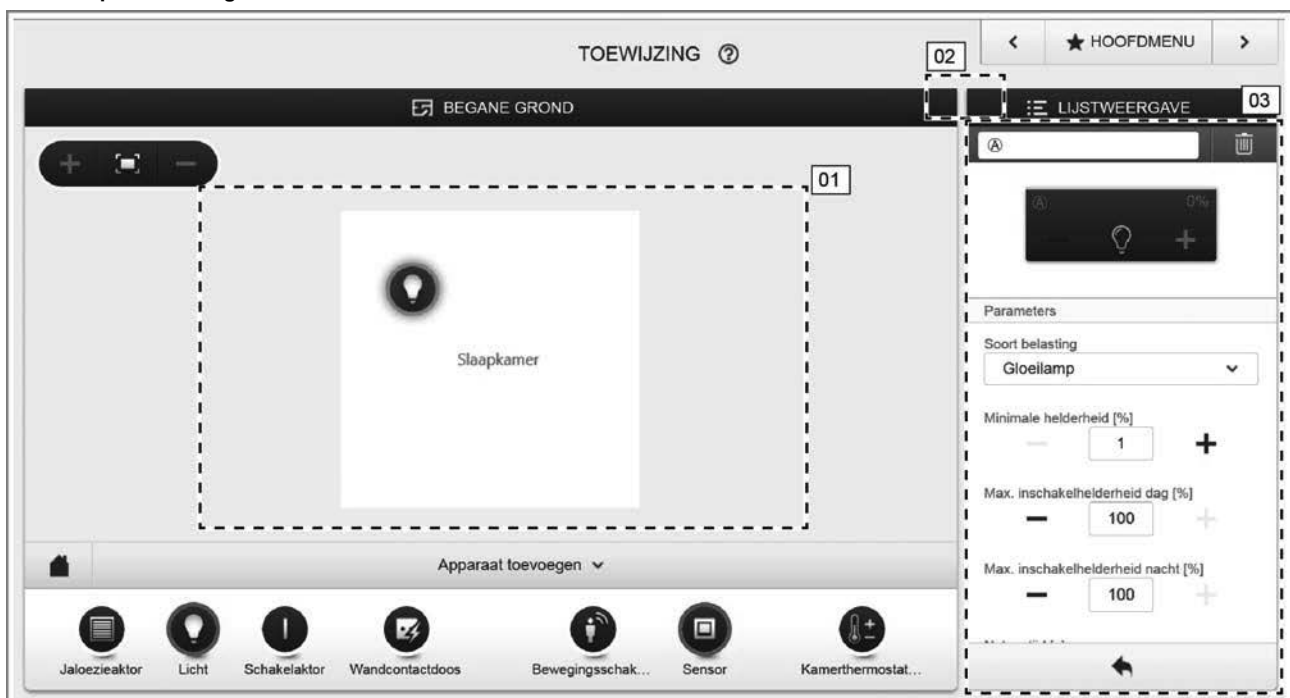 TOEWIJZING ?
02
HOOFDMENU
BEGANE GROND
LIJSTWEERGAVE
03
01
Ⓐ
Ⓐ 0%
Slaapkamer
Parameters
Soort belasting
Gloeilamp
Minimale helderheid [%]
1
Max. inschakelhelderheid dag [%]
100
Max. inschakelhelderheid nacht [%]
100
Apparaat toevoegen
Jaloezieaktor
Licht
Schakelaktor
Wandcontactdoos
Bewegingsschak...
Sensor
Kamerthermostat...